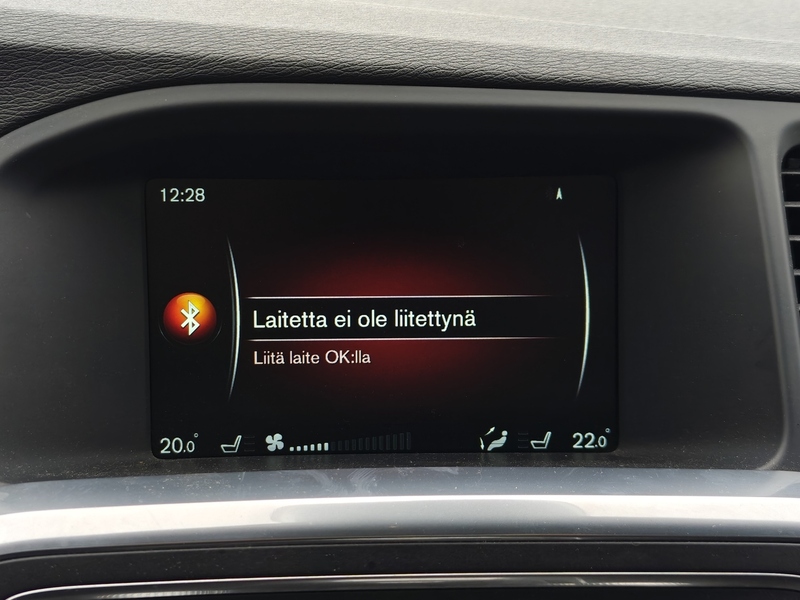 12:28
Laitetta ei ole liitettynä
Liitä laite OK:lla
20.0° 22.0°